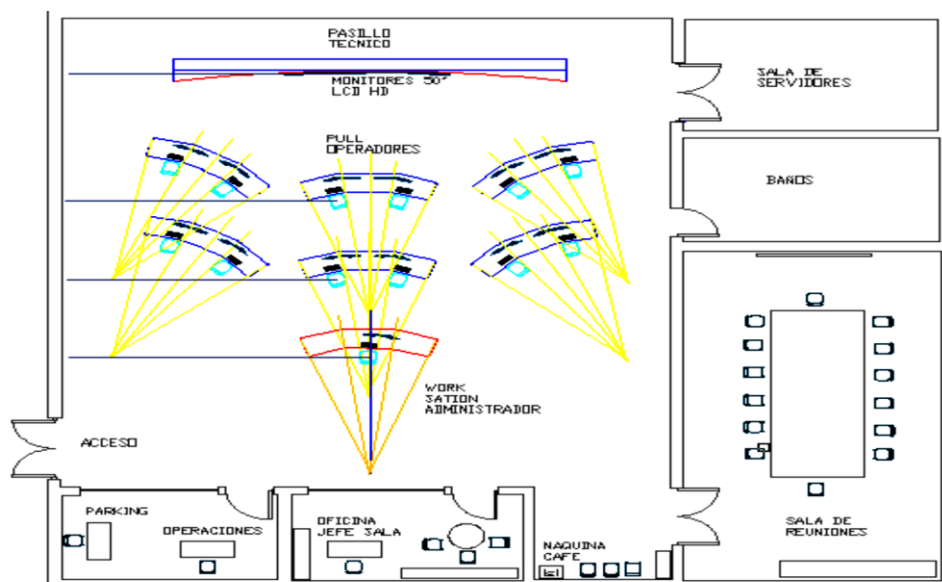 PASILLO
TECNICO
MONITORES 50"
LCD HD
SALA DE
SERVIDORES
PULL
OPERADORES
BAÑOS
WORK
SATION
ADMINISTRADOR
ACCESO
PARKING
OPERACIONES
OFICINA
JEFE SALA
NAQUINA
CAFE
SALA DE
REUNIONES